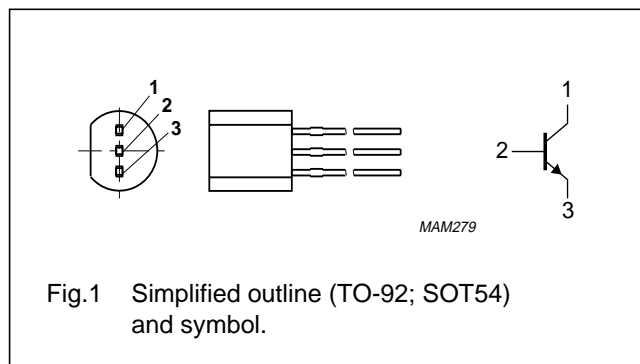 1
2
3
1
2
3
MAM279
Fig.1 Simplified outline (TO-92; SOT54)
and symbol.